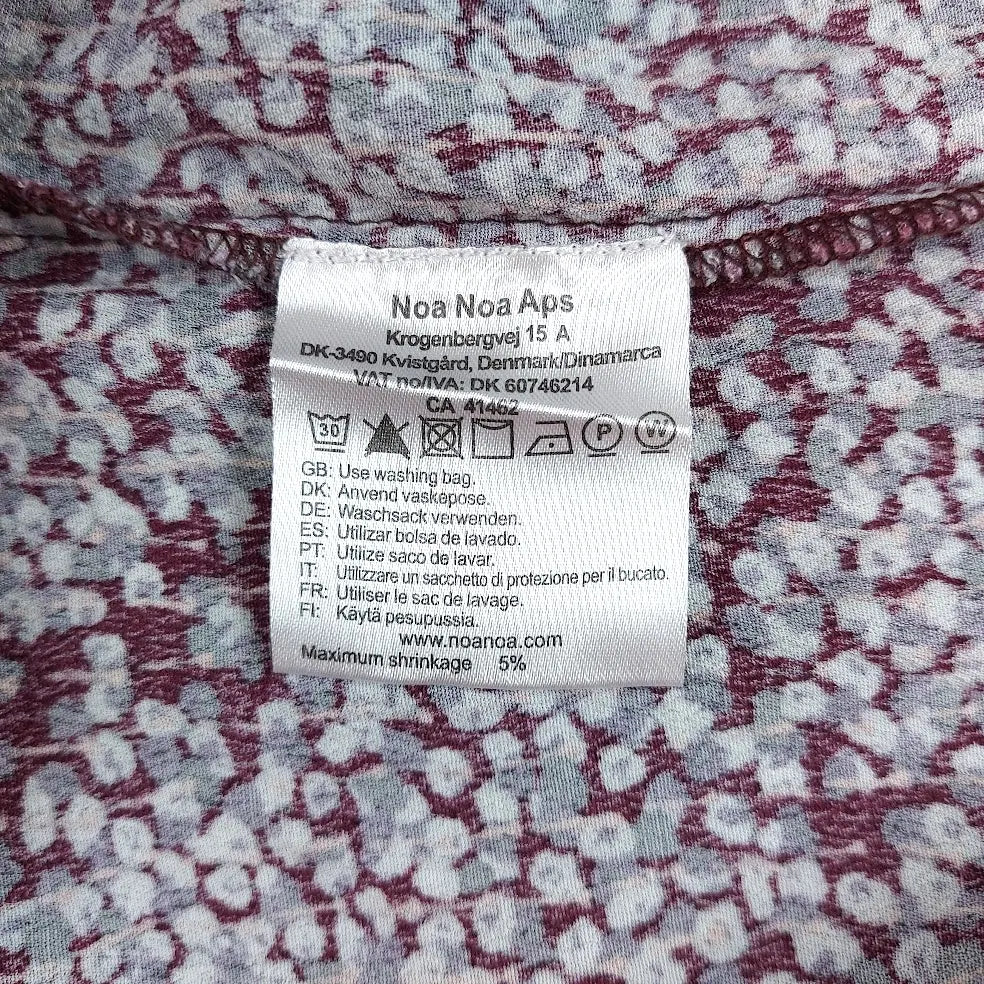 Noa Noa Aps
Krogenbergvej 15 A
DK-3490 Kvistgård, Denmark/Dinamarca
VAT no/IVA: DK 60746214
CA 41462
30 P W
GB: Use washing bag.
DK: Anvend vaskepose.
DE: Waschsack verwenden.
ES: Utilizar bolsa de lavado.
PT: Utilize saco de lavar.
IT: Utilizzare un sacchetto di protezione per il bucato.
FR: Utiliser le sac de lavage.
FI: Käytä pesupussia.
www.noanoa.com
Maximum shrinkage 5%